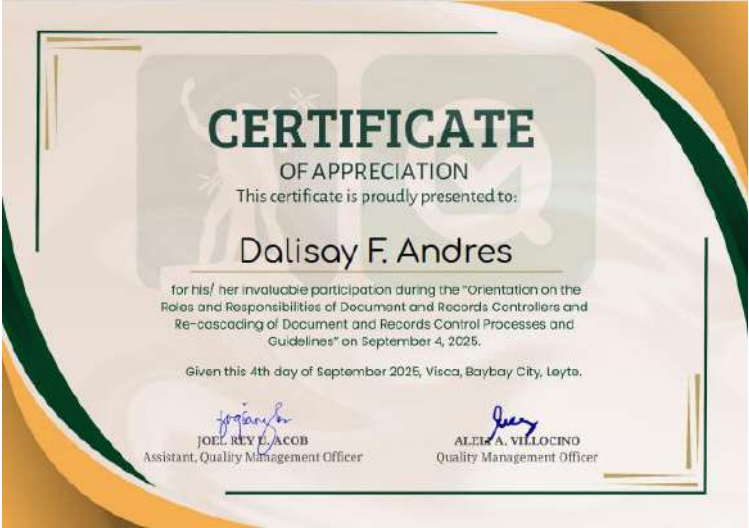 CERTIFICATE
OF APPRECIATION
This certificate is proudly presented to:
Dalisay F. Andres
for his/ her invaluable participation during the "Orientation on the
Roles and Responsibilities of Document and Records Controllers and
Re-cascading of Document and Records Control Processes and
Guidelines" on September 4, 2025.
Given this 4th day of September 2025, Visca, Baybay City, Leyte.
JOEL REY U. ACOB
Assistant, Quality Management Officer
A. VILLOCINO
Quality Management Officer